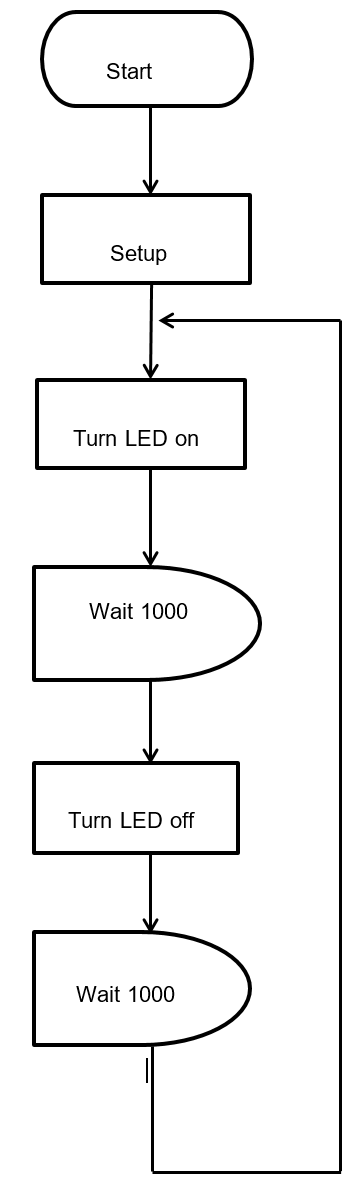 Start
Setup
Turn LED on
Wait 1000
Turn LED off
Wait 1000